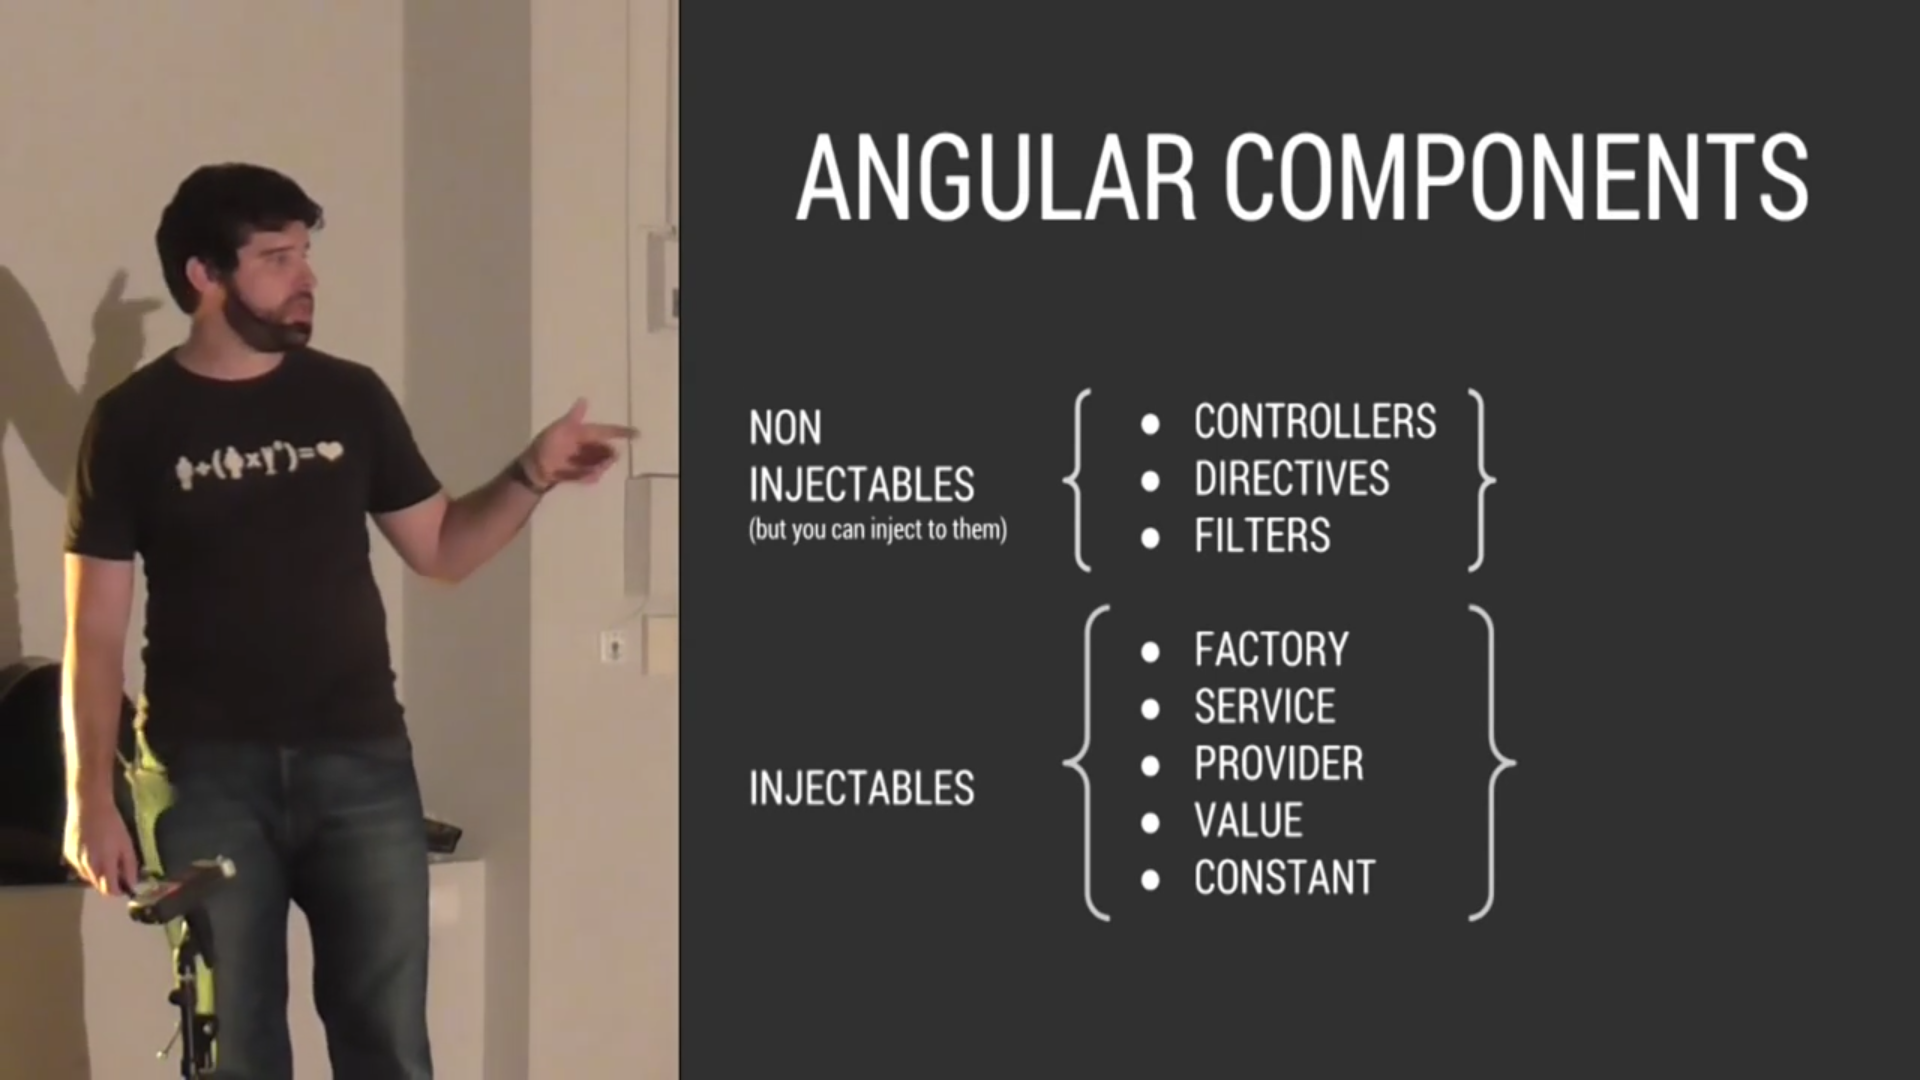 ANGULAR COMPONENTS
NON
INJECTABLES
(but you can inject to them)
• CONTROLLERS
• DIRECTIVES
• FILTERS
INJECTABLES
• FACTORY
• SERVICE
• PROVIDER
• VALUE
• CONSTANT